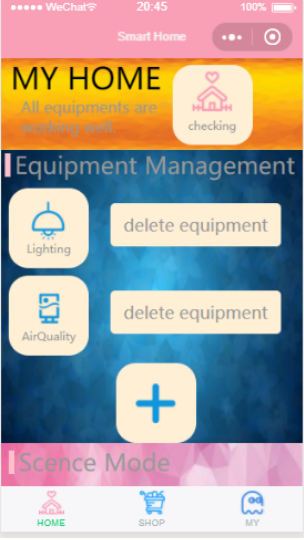 ●●●●● WeChat 20:45 100%
Smart Home
MY HOME
All equipments are
working well
checking
Equipment Management
Lighting
delete equipment
AirQuality
delete equipment
Scence Mode
HOME SHOP MY